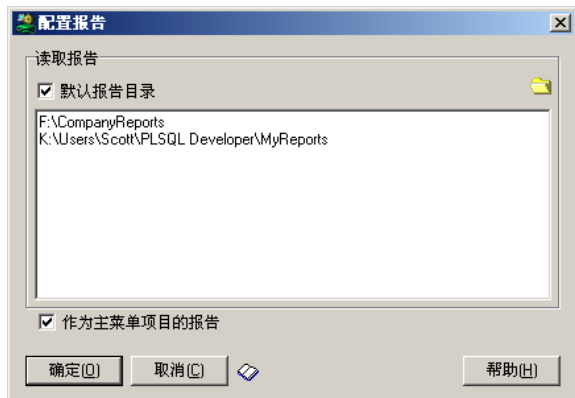 配置报告
读取报告
默认报告目录
F:\CompanyReports
K:\Users\Scott\PLSQL Developer\MyReports
作为主菜单项目的报告
确定(O) 取消(C) 帮助(H)